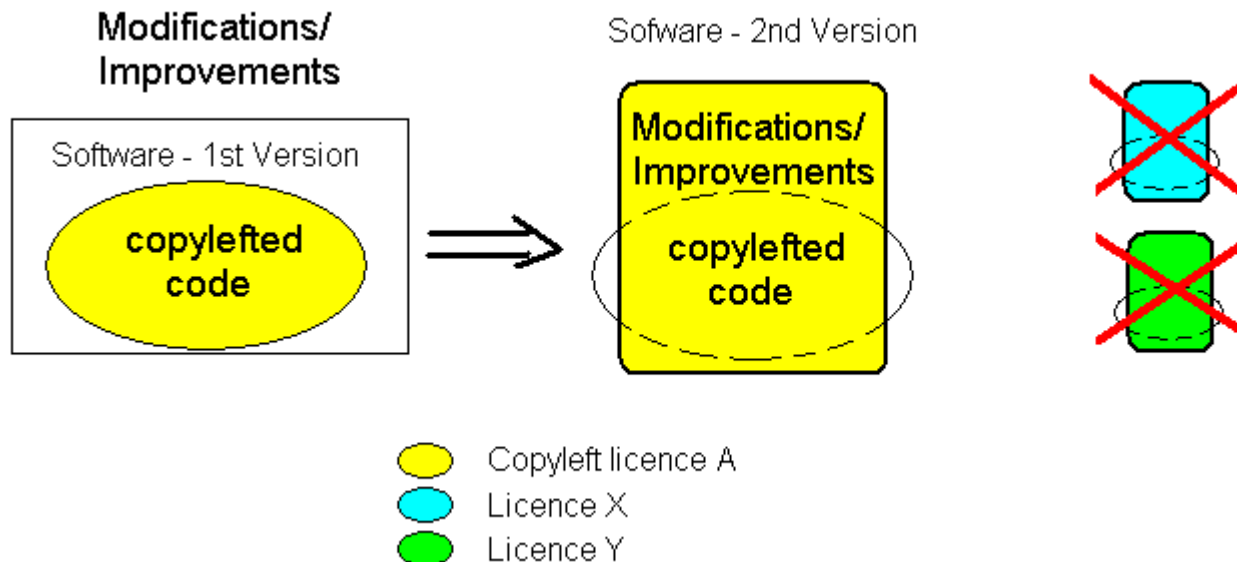 Modifications/
Improvements
Software - 1st Version
copylefted
code
Sofware - 2nd Version
Modifications/
Improvements
copylefted
code
Copyleft licence A
Licence X
Licence Y